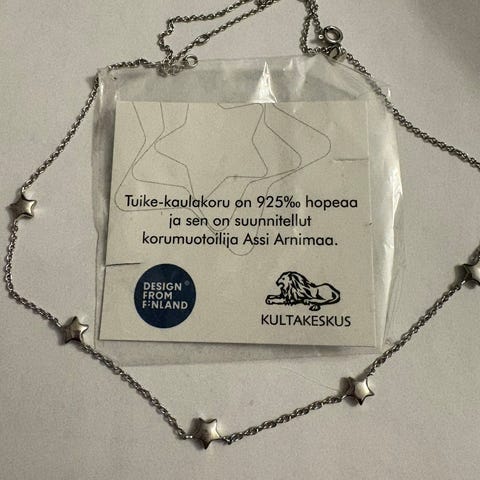 Tuike-kaulakoru on 925‰ hopeaa
ja sen on suunnitellut
korumuotoilija Assi Arnimaa.
DESIGN
FROM
FINLAND
KULTAKESKUS